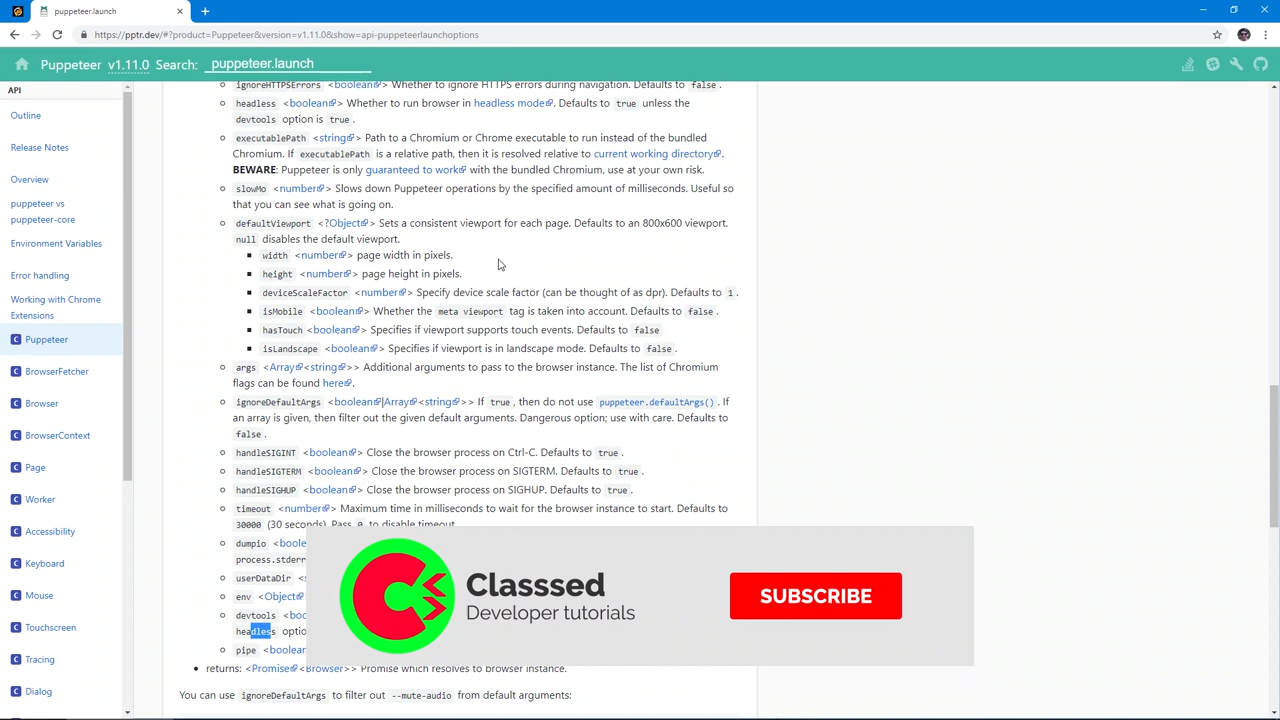 puppeteer.launch
https://pptr.dev/#?product=Puppeteer&version=v1.11.0&show=api-puppeteerlaunchoptions
Puppeteer v1.11.0 Search: puppeteer.launch
API
Outline
Release Notes
Overview
puppeteer vs
puppeteer-core
Environment Variables
Error handling
Working with Chrome
Extensions
Puppeteer
BrowserFetcher
Browser
BrowserContext
Page
Worker
Accessibility
Keyboard
Mouse
Touchscreen
Tracing
Dialog
ignoreHTTPSErrors <boolean> Whether to ignore HTTPS errors during navigation. Defaults to false.
headless <boolean> Whether to run browser in headless mode. Defaults to true unless the
devtools option is true.
executablePath <string> Path to a Chromium or Chrome executable to run instead of the bundled
Chromium. If executablePath is a relative path, then it is resolved relative to current working directory.
BEWARE: Puppeteer is only guaranteed to work with the bundled Chromium, use at your own risk.
slowMo <number> Slows down Puppeteer operations by the specified amount of milliseconds. Useful so
that you can see what is going on.
defaultViewport <?Object> Sets a consistent viewport for each page. Defaults to an 800x600 viewport.
null disables the default viewport.
width <number> page width in pixels.
height <number> page height in pixels.
deviceScaleFactor <number> Specify device scale factor (can be thought of as dpr). Defaults to 1.
isMobile <boolean> Whether the meta viewport tag is taken into account. Defaults to false.
hasTouch <boolean> Specifies if viewport supports touch events. Defaults to false
isLandscape <boolean> Specifies if viewport is in landscape mode. Defaults to false.
args <Array<string>> Additional arguments to pass to the browser instance. The list of Chromium
flags can be found here.
ignoreDefaultArgs <boolean|Array<string>> If true, then do not use puppeteer.defaultArgs(). If
an array is given, then filter out the given default arguments. Dangerous option; use with care. Defaults to
false.
handleSIGINT <boolean> Close the browser process on Ctrl-C. Defaults to true.
handleSIGTERM <boolean> Close the browser process on SIGTERM. Defaults to true.
handleSIGHUP <boolean> Close the browser process on SIGHUP. Defaults to true.
timeout <number> Maximum time in milliseconds to wait for the browser instance to start. Defaults to
30000 (30 seconds). Pass 0 to disable timeout.
dumpio <boole
process.stderr
userDataDir <s
env <Object
devtools <boo
headless optio
pipe <boolean
returns: <Promise<Browser>> Promise which resolves to browser instance.
You can use ignoreDefaultArgs to filter out --mute-audio from default arguments:
Classsed
Developer tutorials
SUBSCRIBE